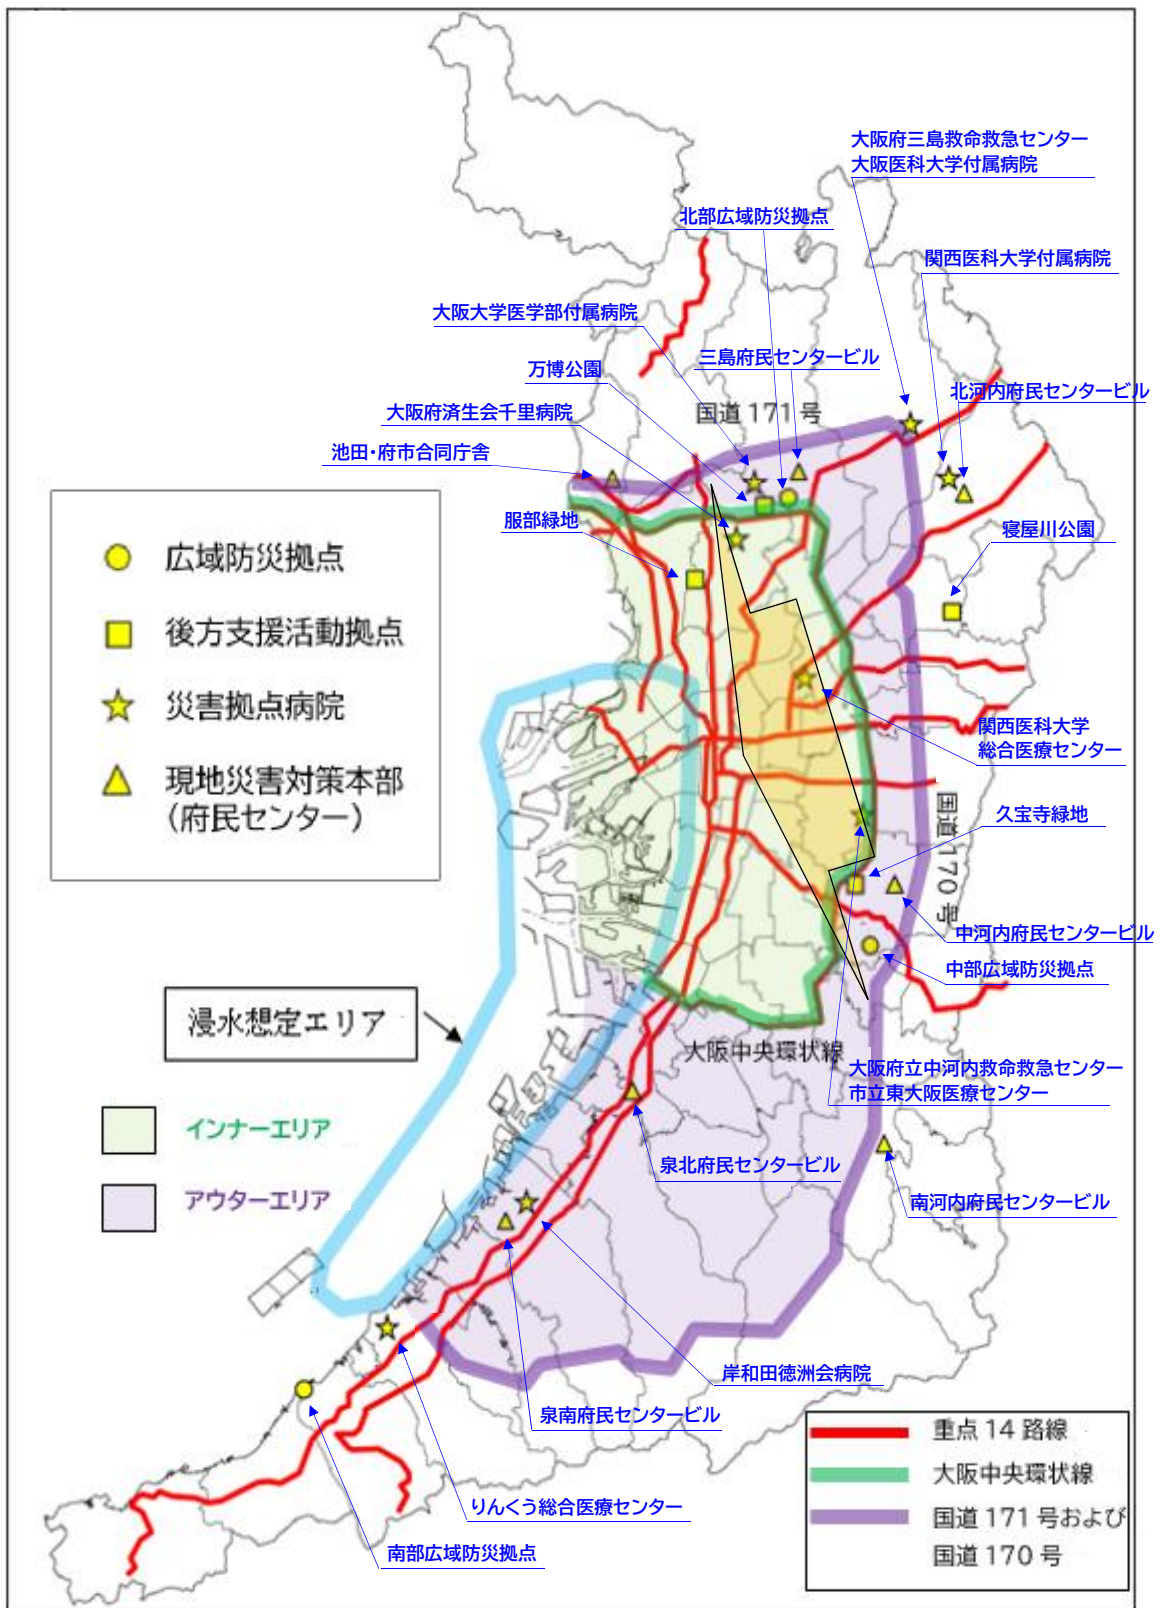 大阪府三島救命救急センター
大阪医科大学付属病院
北部広域防災拠点
関西医科大学付属病院
大阪大学医学部付属病院
三島府民センタービル
万博公園
北河内府民センタービル
大阪府済生会千里病院
国道 171 号
池田・府市合同庁舎
服部緑地
寝屋川公園
広域防災拠点
後方支援活動拠点
災害拠点病院
現地災害対策本部
（府民センター）
関西医科大学
総合医療センター
国道 170 号
久宝寺緑地
中河内府民センタービル
中部広域防災拠点
浸水想定エリア
大阪中央環状線
大阪府立中河内救命救急センター
市立東大阪医療センター
インナーエリア
泉北府民センタービル
アウターエリア
南河内府民センタービル
岸和田徳洲会病院
泉南府民センタービル
りんくう総合医療センター
南部広域防災拠点
重点 14 路線
大阪中央環状線
国道 171 号および
国道 170 号